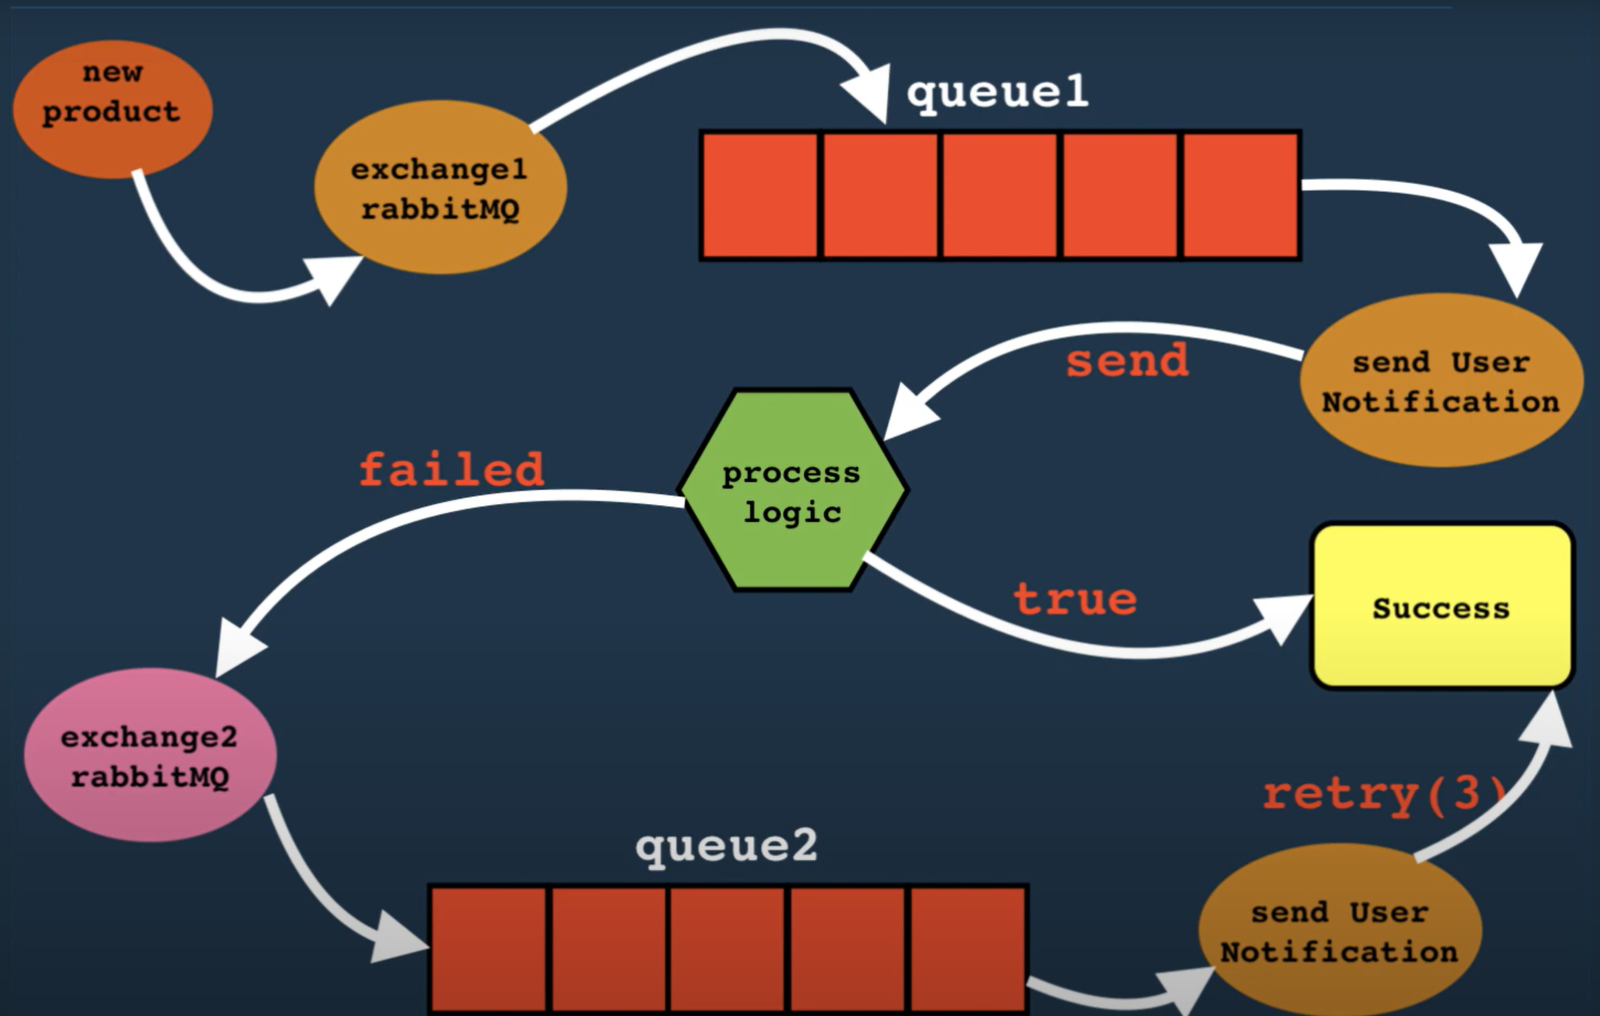 new
product
exchange1
rabbitMQ
queue1
send User
Notification
send
process
logic
failed
true
Success
exchange2
rabbitMQ
queue2
retry(3)
send User
Notification